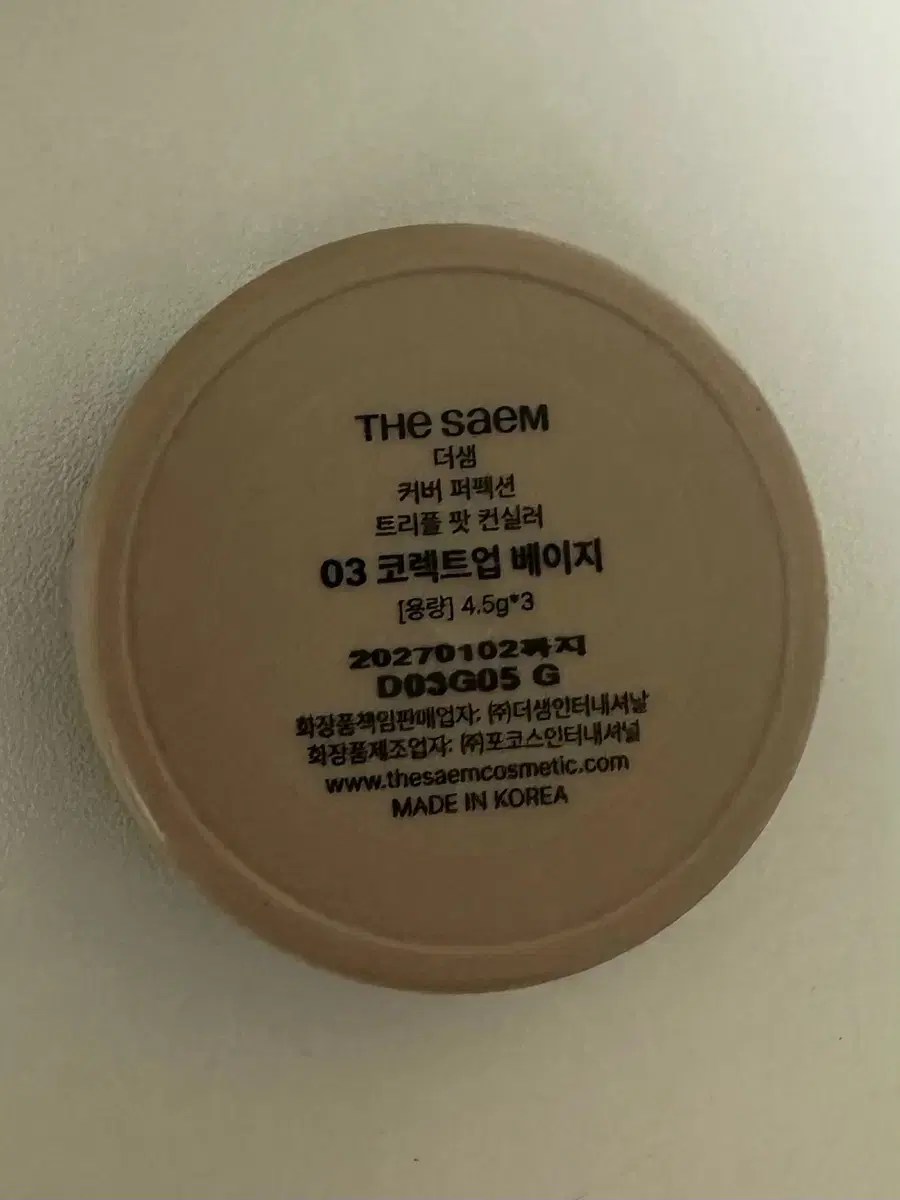 THE SAEM
더샘
커버 퍼펙션
트리플 팟 컨실러
03 코렉트업 베이지
[용량] 4.5g*3
20270102까지
D03G05 G
화장품책임판매업자: ㈜더샘인터내셔날
화장품제조업자: ㈜포코스인터내셔널
www.thesaemcosmetic.com
MADE IN KOREA